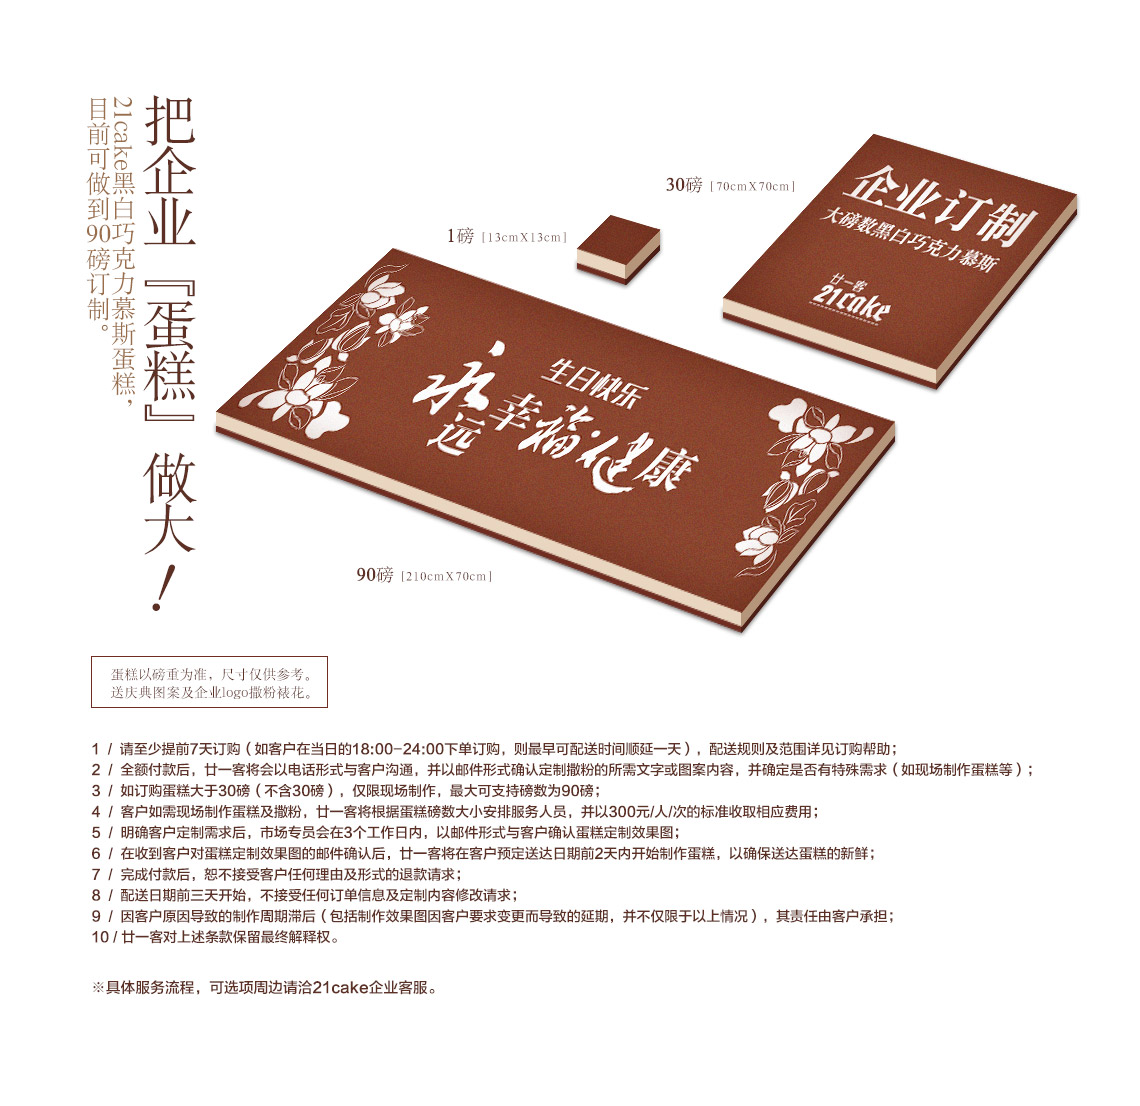 把企业『蛋糕』做大！
21cake黑白巧克力慕斯蛋糕，
目前可做到90磅订制。
1磅 [13cmX13cm]
30磅 [70cmX70cm]
企业订制
大磅数黑白巧克力慕斯
廿一客
21cake
生日快乐
永远幸福健康
90磅 [210cmX70cm]
蛋糕以磅重为准，尺寸仅供参考。
送庆典图案及企业logo撒粉裱花。
1 / 请至少提前7天订购（如客户在当日的18:00-24:00下单订购，则最早可配送时间顺延一天），配送规则及范围详见订购帮助；
2 / 全额付款后，廿一客将会以电话形式与客户沟通，并以邮件形式确认定制撒粉的所需文字或图案内容，并确定是否有特殊需求（如现场制作蛋糕等）；
3 / 如订购蛋糕大于30磅（不含30磅），仅限现场制作，最大可支持磅数为90磅；
4 / 客户如需现场制作蛋糕及撒粉，廿一客将根据蛋糕磅数大小安排服务人员，并以300元/人/次的标准收取相应费用；
5 / 明确客户定制需求后，市场专员会在3个工作日内，以邮件形式与客户确认蛋糕定制效果图；
6 / 在收到客户对蛋糕定制效果图的邮件确认后，廿一客将在客户预定送达日期前2天内开始制作蛋糕，以确保送达蛋糕的新鲜；
7 / 完成付款后，恕不接受客户任何理由及形式的退款请求；
8 / 配送日期前三天开始，不接受任何订单信息及定制内容修改请求；
9 / 因客户原因导致的制作周期滞后（包括制作效果图因客户要求变更而导致的延期，并不仅限于以上情况），其责任由客户承担；
10 / 廿一客对上述条款保留最终解释权。
※具体服务流程，可选项周边请洽21cake企业客服。